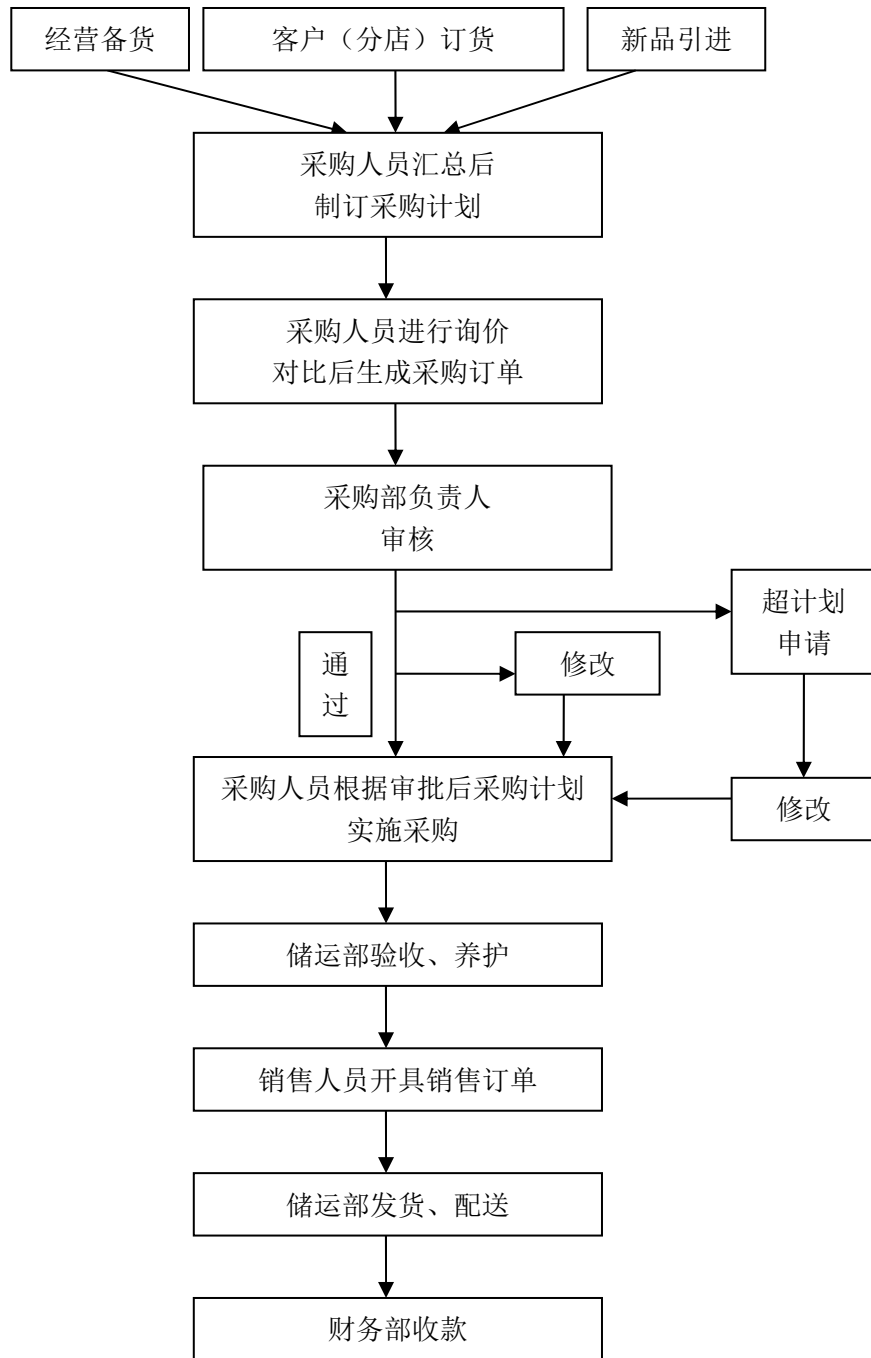 经营备货
客户（分店）订货
新品引进
采购人员汇总后
制订采购计划
采购人员进行询价
对比后生成采购订单
采购部负责人
审核
超计划
申请
通
过
修改
采购人员根据审批后采购计划
实施采购
修改
储运部验收、养护
销售人员开具销售订单
储运部发货、配送
财务部收款